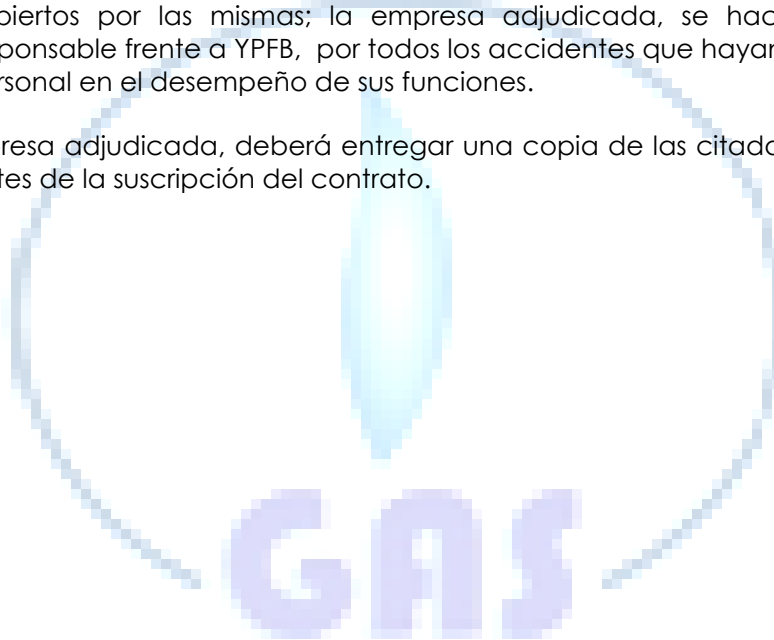 biertos por las mismas; la empresa adjudicada, se hac
ponsable frente a YPFB, por todos los accidentes que hayar
rsonal en el desempeño de sus funciones.
resa adjudicada, deberá entregar una copia de las citada
tes de la suscripción del contrato.
GAS